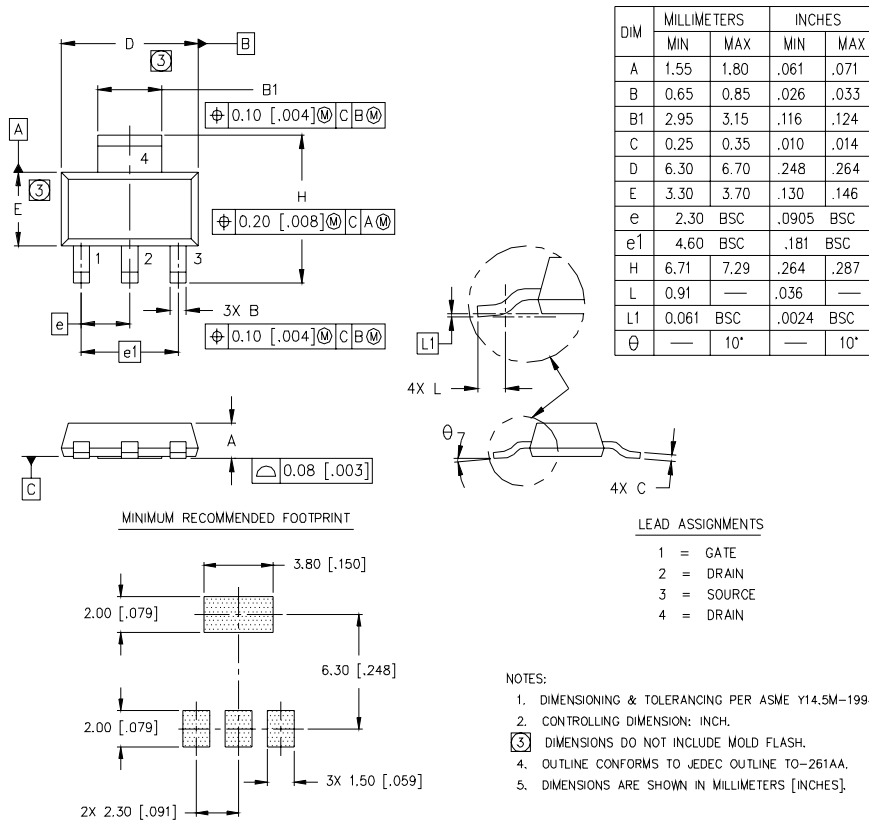 D
B
3
B1
⌖ 0.10 [.004]Ⓜ C BⓂ
A
4
3
E
H
⌖ 0.20 [.008]Ⓜ C AⓂ
1 2 3
3X B
e
⌖ 0.10 [.004]Ⓜ C BⓂ
e1
L1
4X L
A
C
⌓ 0.08 [.003]
θ
4X C
DIM MILLIMETERS INCHES
MIN MAX MIN MAX
A 1.55 1.80 .061 .071
B 0.65 0.85 .026 .033
B1 2.95 3.15 .116 .124
C 0.25 0.35 .010 .014
D 6.30 6.70 .248 .264
E 3.30 3.70 .130 .146
e 2.30 BSC .0905 BSC
e1 4.60 BSC .181 BSC
H 6.71 7.29 .264 .287
L 0.91 — .036 —
L1 0.061 BSC .0024 BSC
θ — 10° — 10°
MINIMUM RECOMMENDED FOOTPRINT
3.80 [.150]
2.00 [.079]
6.30 [.248]
2.00 [.079]
3X 1.50 [.059]
2X 2.30 [.091]
LEAD ASSIGNMENTS
1 = GATE
2 = DRAIN
3 = SOURCE
4 = DRAIN
NOTES:
1. DIMENSIONING & TOLERANCING PER ASME Y14.5M-199
2. CONTROLLING DIMENSION: INCH.
3 DIMENSIONS DO NOT INCLUDE MOLD FLASH.
4. OUTLINE CONFORMS TO JEDEC OUTLINE TO-261AA.
5. DIMENSIONS ARE SHOWN IN MILLIMETERS [INCHES].